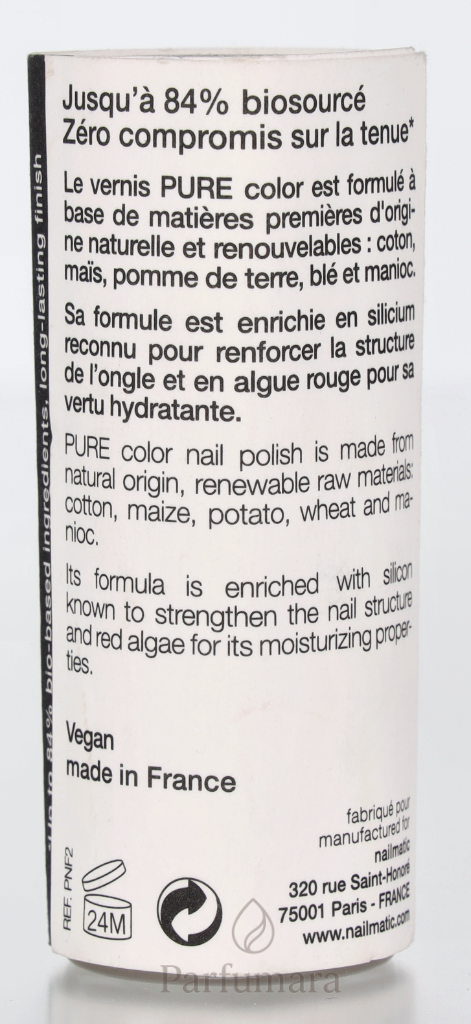 Jusqu'à 84% biosourcé
Zéro compromis sur la tenue*
Le vernis PURE color est formulé à
base de matières premières d'origi-
ne naturelle et renouvelables : coton,
maïs, pomme de terre, blé et manioc.
Sa formule est enrichie en silicium
reconnu pour renforcer la structure
de l'ongle et en algue rouge pour sa
vertu hydratante.
PURE color nail polish is made from
natural origin, renewable raw materials:
cotton, maize, potato, wheat and ma-
nioc.
Its formula is enriched with silicon
known to strengthen the nail structure
and red algae for its moisturizing proper-
ties.
Vegan
made in France
fabriqué pour
manufactured for
nailmatic
320 rue Saint-Honoré
75001 Paris - FRANCE
www.nailmatic.com
REF. PNF2
24M
*Up to 84% bio-based ingredients, long-lasting finish
Parfumara